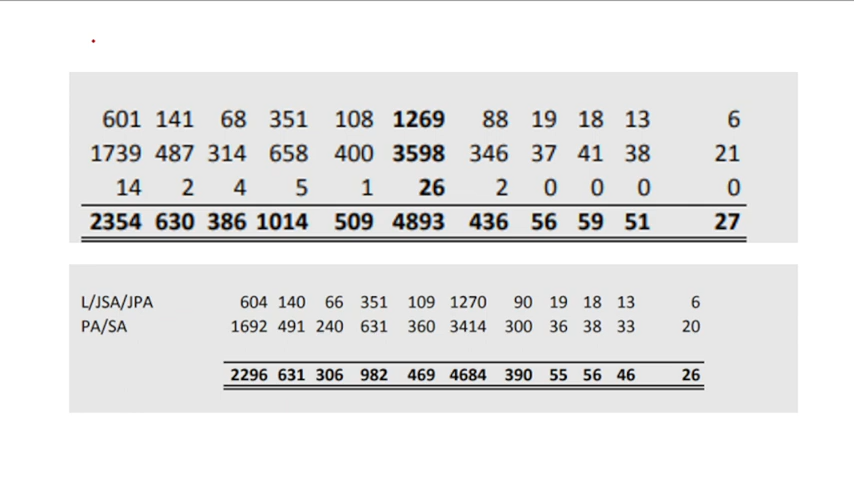 601 141 68 351 108 1269 88 19 18 13 6
1739 487 314 658 400 3598 346 37 41 38 21
14 2 4 5 1 26 2 0 0 0 0
2354 630 386 1014 509 4893 436 56 59 51 27
L/JSA/JPA 604 140 66 351 109 1270 90 19 18 13 6
PA/SA 1692 491 240 631 360 3414 300 36 38 33 20
2296 631 306 982 469 4684 390 55 56 46 26